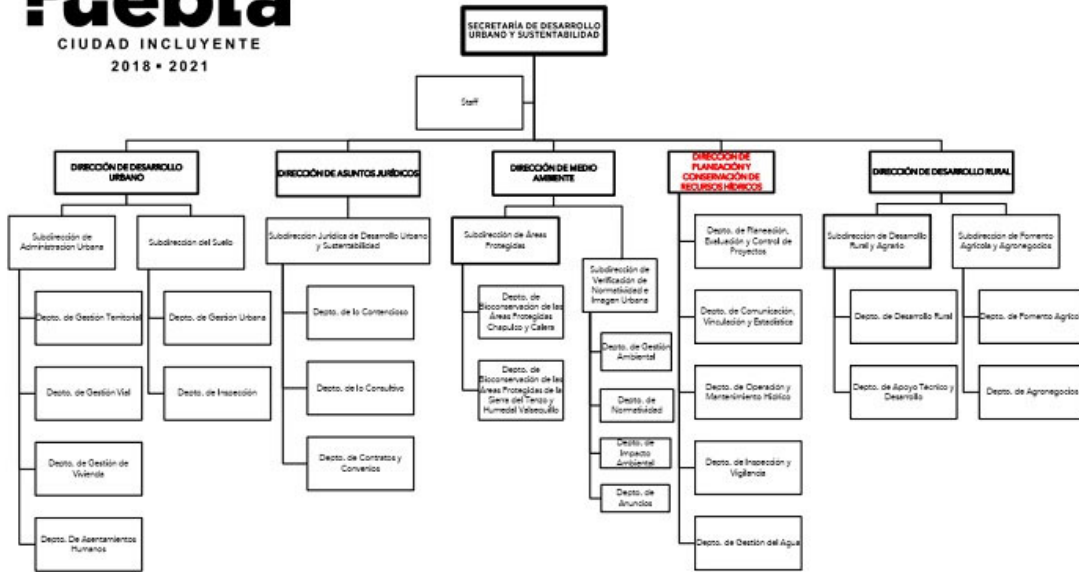 Puebla
CIUDAD INCLUYENTE
2018 • 2021
SECRETARÍA DE DESARROLLO
URBANO Y SUSTENTABILIDAD
Staff
DIRECCIÓN DE DESARROLLO
URBANO
Subdirección de
Administracion Urbana
Depto. de Gestión Territorial
Depto. de Gestión Vial
Depto. de Gestión de
Vivienda
Depto. De Asentamientos
Humanos
Subdirección del Suelo
Depto. de Gestión Urbana
Depto. de Inspección
DIRECCIÓN DE ASUNTOS JURÍDICOS
Subdireccion Jurídica de Desarrollo Urbano
y Sustentabilidad
Depto. de lo Contencioso
Depto. de lo Consultivo
Depto. de Contratos y
Convenios
DIRECCIÓN DE MEDIO
AMBIENTE
Subdirección de Áreas
Protegidas
Depto. de
Bioconservación de las
Áreas Protegidas
Chapulco y Calera
Depto. de
Bioconservación de las
Áreas Protegidas de la
Sierra del Tenzo y
Humedal Valsequillo
Subdirección de
Verificación de
Normatividad e
Imagen Urbana
Depto. de Gestión
Ambiental
Depto. de
Normatividad
Depto. de
Impacto
Ambiental
Depto. de
Anuncios
DIRECCIÓN DE
PLANEACIÓN Y
CONSERVACIÓN DE
RECURSOS HÍDRICOS
Depto. de Planeación,
Evaluación y Control de
Proyectos
Depto. de Comunicación,
Vinculación y Estadística
Depto. de Operación y
Mantenimiento Hídrico
Depto. de Inspección y
Vigilancia
Depto. de Gestión del Agua
DIRECCIÓN DE DESARROLLO RURAL
Subdirección de Desarrollo
Rural y Agrario
Depto. de Desarrollo Rural
Depto. de Apoyo Técnico y
Desarrollo
Subdirección de Fomento
Agrícola y Agronegocios
Depto. de Fomento Agríco
Depto. de Agronegocios